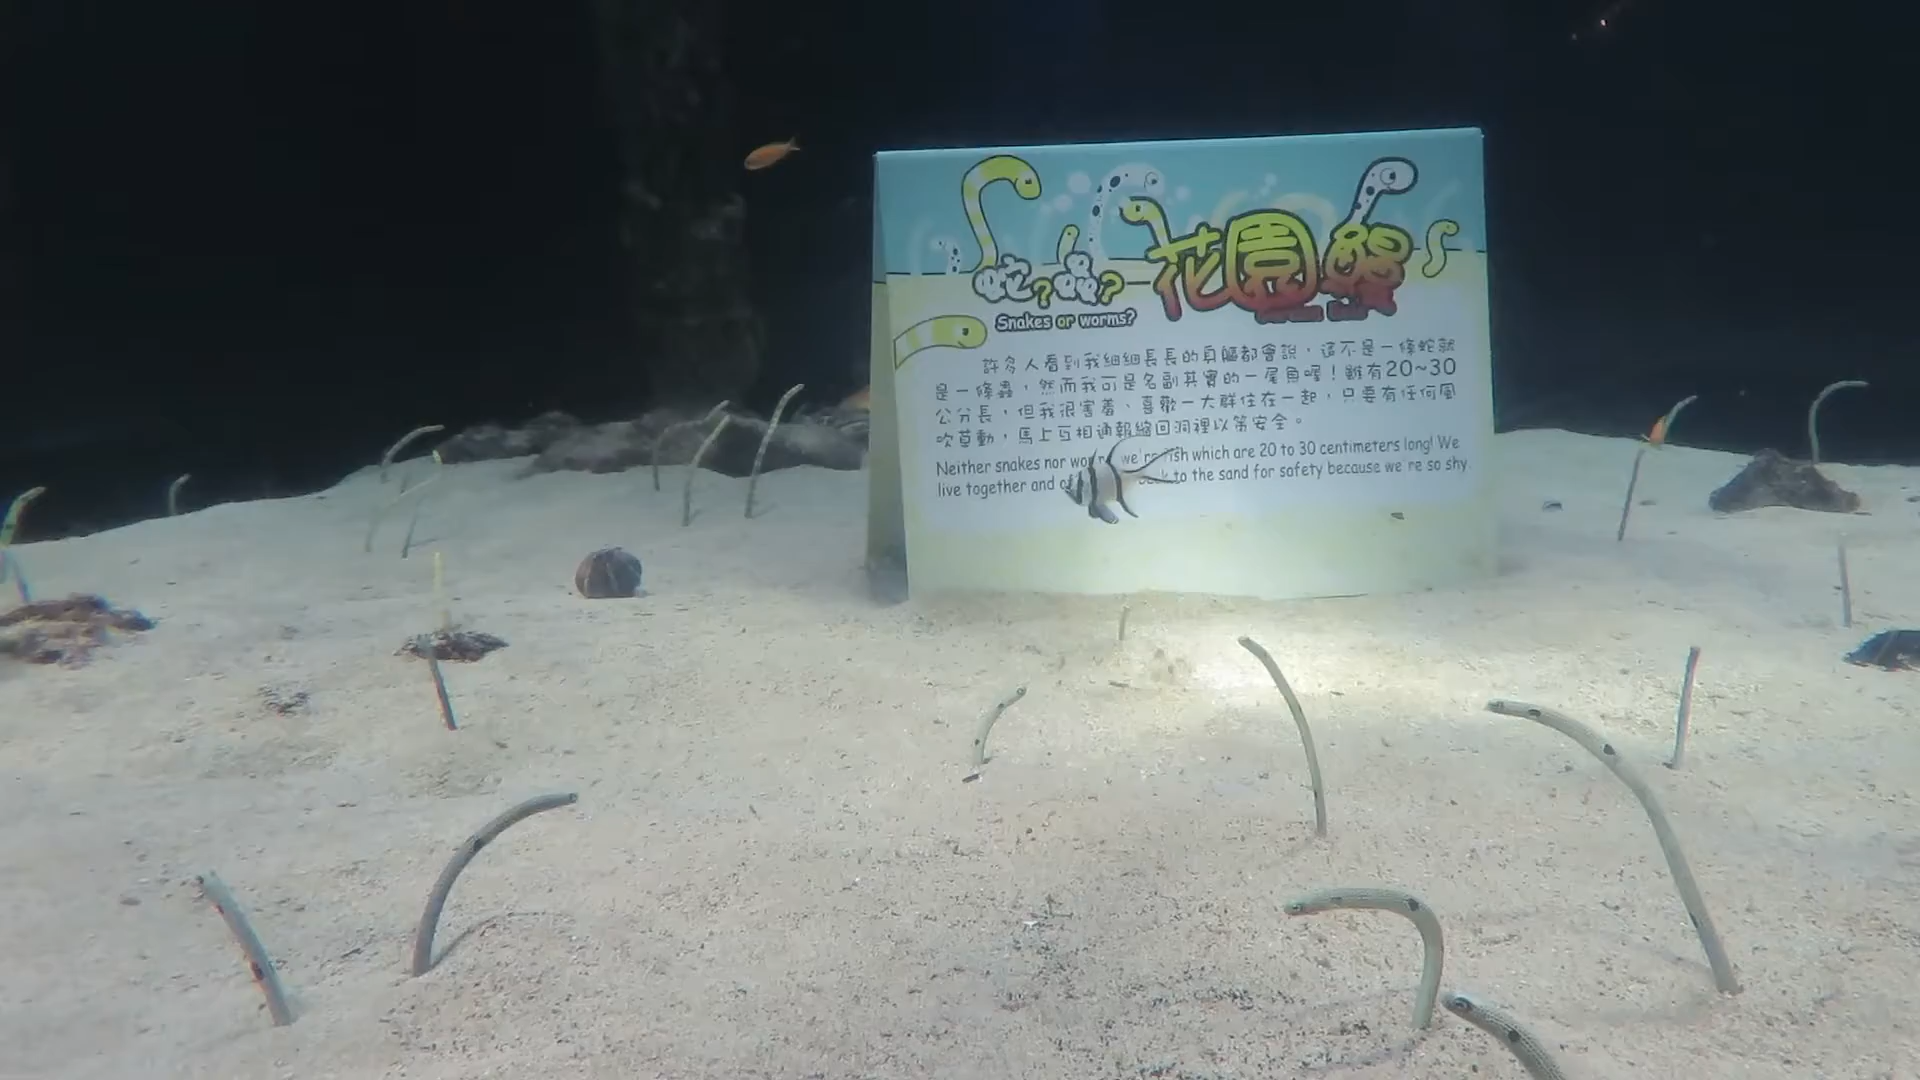 蛇?蟲?—花園鰻
Snakes or worms?
許多人看到我細細長長的身軀都會說,這不是一條蛇就
是一條蟲,然而我可是名副其實的一尾魚喔!雖有20~30
公分長,但我很害羞、喜歡一大群住在一起,只要有任何風
吹草動,馬上互相通報縮回洞裡以策安全。
Neither snakes nor we're fish which are 20 to 30 centimeters long! We
live together and to the sand for safety because we re so shy